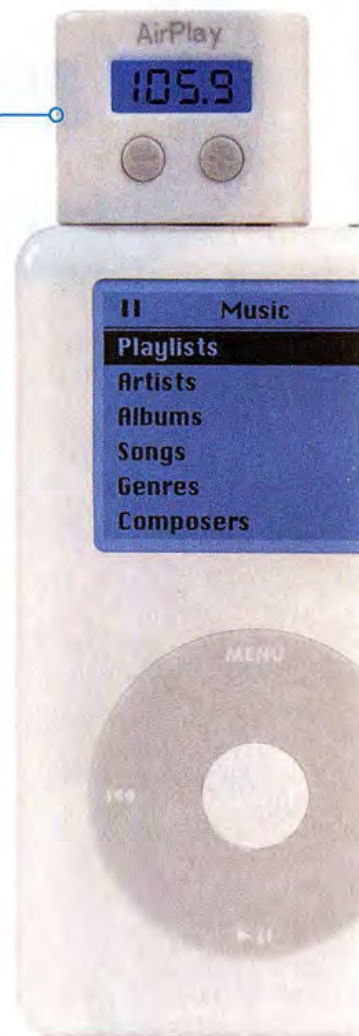 AirPlay
105.9
Music
Playlists
Artists
Albums
Songs
Genres
Composers
MENU